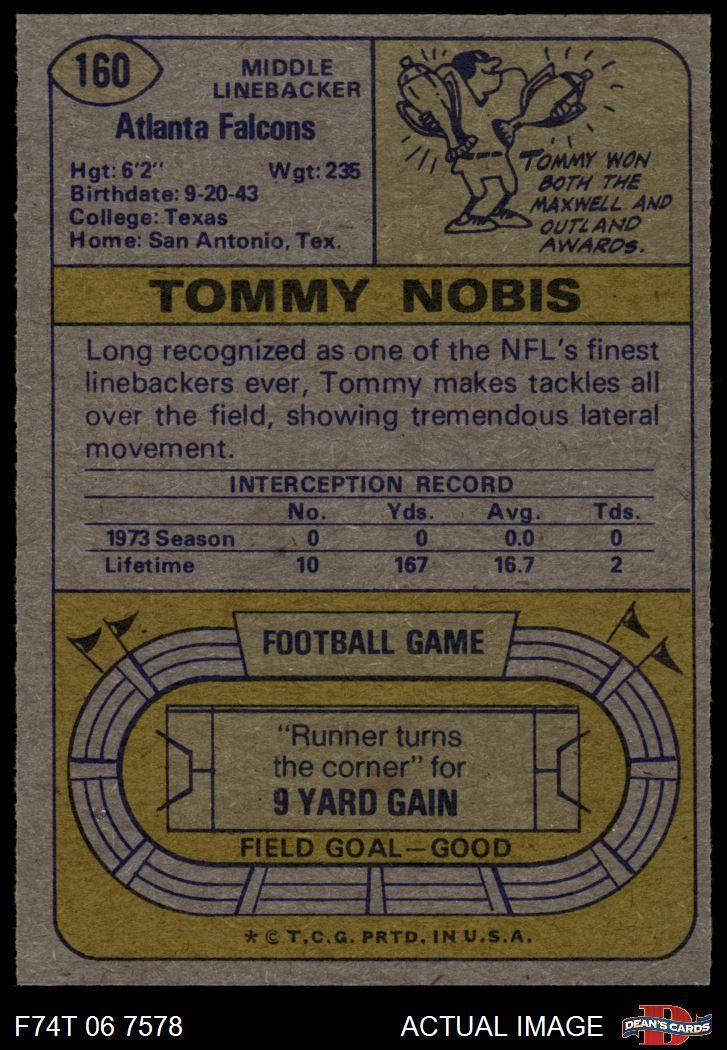 160
MIDDLE
LINEBACKER
Atlanta Falcons
Hgt: 6'2" Wgt: 235
Birthdate: 9-20-43
College: Texas
Home: San Antonio, Tex.
TOMMY WON
BOTH THE
MAXWELL AND
OUTLAND
AWARDS.
TOMMY NOBIS
Long recognized as one of the NFL's finest
linebackers ever, Tommy makes tackles all
over the field, showing tremendous lateral
movement.
INTERCEPTION RECORD
No. Yds. Avg. Tds.
1973 Season 0 0 0.0 0
Lifetime 10 167 16.7 2
FOOTBALL GAME
"Runner turns
the corner" for
9 YARD GAIN
FIELD GOAL—GOOD
* © T.C.G. PRTD. IN U.S.A.
F74T 06 7578 ACTUAL IMAGE D DEAN'S CARDS